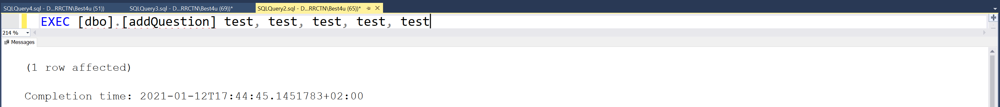 SQLQuery4.sql - D...RRCTN\Best4u (51)) SQLQuery3.sql - D...RRCTN\Best4u (69))* SQLQuery2.sql - D...RRCTN\Best4u (65))*
EXEC [dbo].[addQuestion] test, test, test, test, test
214 %
Messages
(1 row affected)
Completion time: 2021-01-12T17:44:45.1451783+02:00